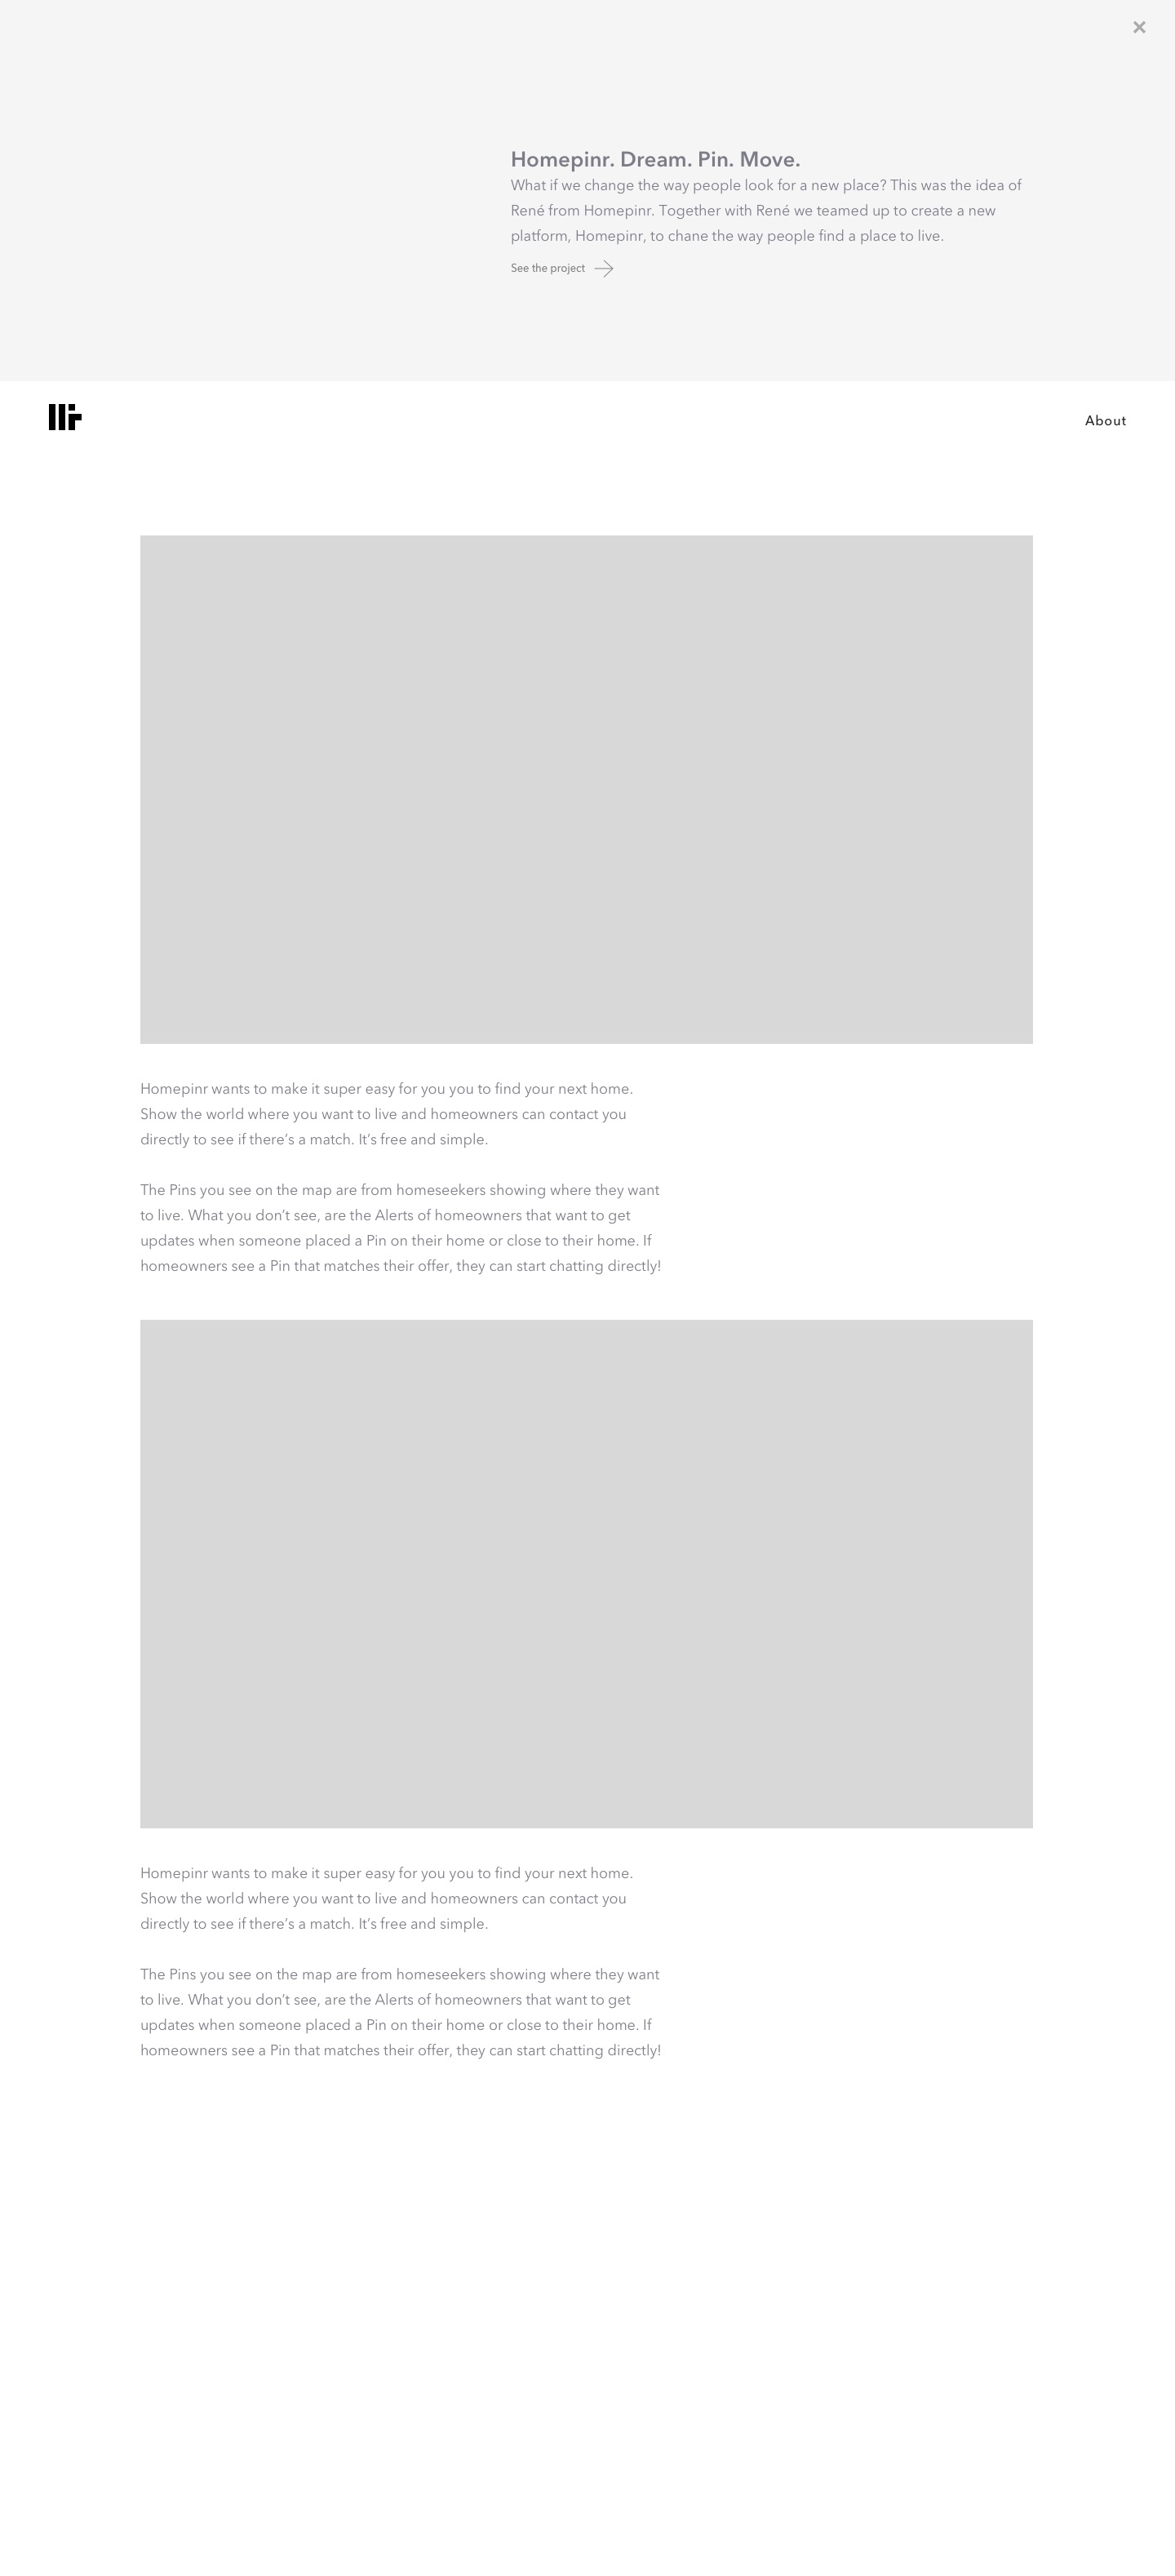 Homepinr. Dream. Pin. Move.
What if we change the way people look for a new place? This was the idea of
René from Homepinr. Together with René we teamed up to create a new
platform, Homepinr, to chane the way people find a place to live.
See the project
About
Homepinr wants to make it super easy for you you to find your next home.
Show the world where you want to live and homeowners can contact you
directly to see if there’s a match. It’s free and simple.
The Pins you see on the map are from homeseekers showing where they want
to live. What you don’t see, are the Alerts of homeowners that want to get
updates when someone placed a Pin on their home or close to their home. If
homeowners see a Pin that matches their offer, they can start chatting directly!
Homepinr wants to make it super easy for you you to find your next home.
Show the world where you want to live and homeowners can contact you
directly to see if there’s a match. It’s free and simple.
The Pins you see on the map are from homeseekers showing where they want
to live. What you don’t see, are the Alerts of homeowners that want to get
updates when someone placed a Pin on their home or close to their home. If
homeowners see a Pin that matches their offer, they can start chatting directly!